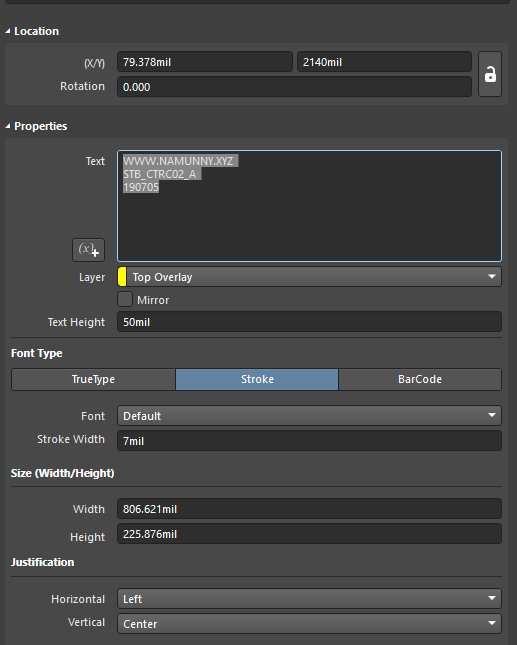 Location
(X/Y) 79.378mil 2140mil
Rotation 0.000
Properties
Text WWW.NAMUNNY.XYZ
STB_CTRC02_A
190705
(x)+
Layer Top Overlay
Mirror
Text Height 50mil
Font Type
TrueType Stroke BarCode
Font Default
Stroke Width 7mil
Size (Width/Height)
Width 806.621mil
Height 225.876mil
Justification
Horizontal Left
Vertical Center